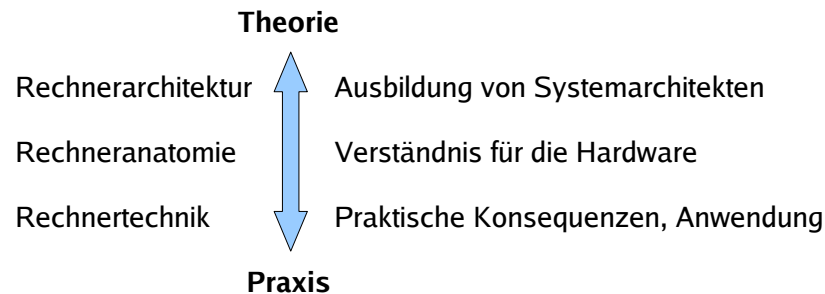 Theorie
Rechnerarchitektur Ausbildung von Systemarchitekten
Rechneranatomie Verständnis für die Hardware
Rechnertechnik Praktische Konsequenzen, Anwendung
Praxis